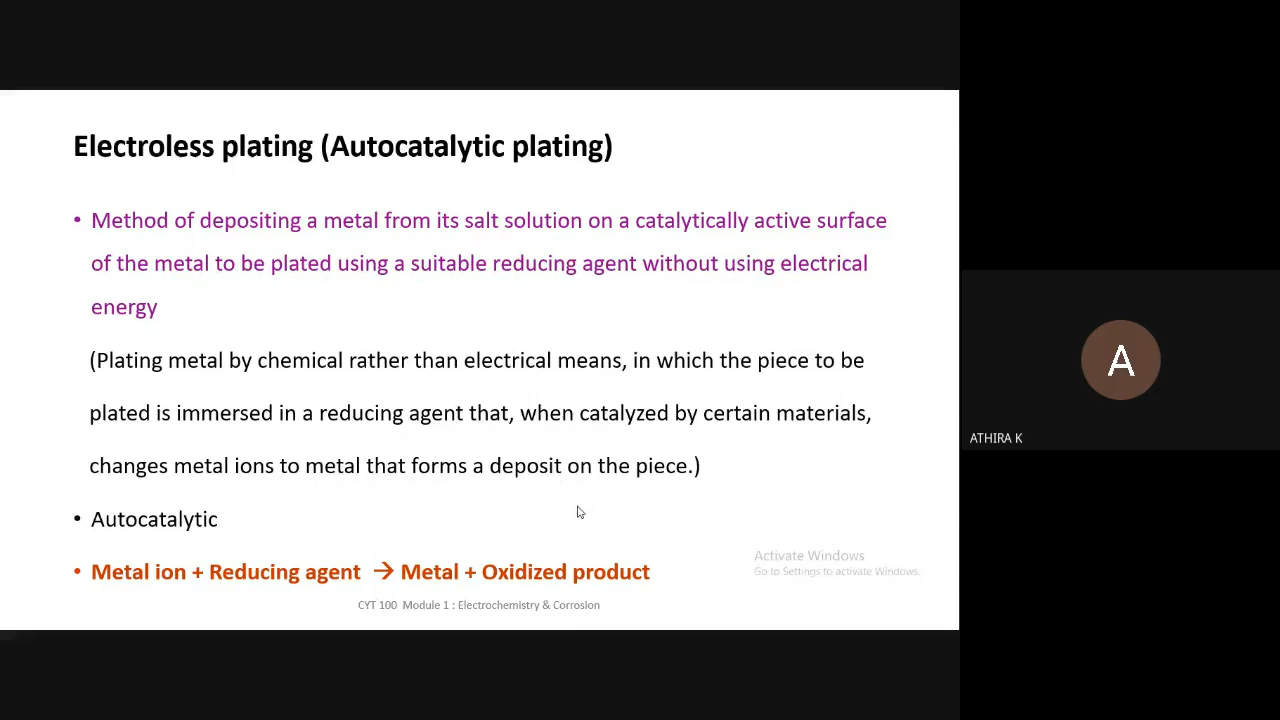 Electroless plating (Autocatalytic plating)
• Method of depositing a metal from its salt solution on a catalytically active surface
of the metal to be plated using a suitable reducing agent without using electrical
energy
(Plating metal by chemical rather than electrical means, in which the piece to be
plated is immersed in a reducing agent that, when catalyzed by certain materials,
changes metal ions to metal that forms a deposit on the piece.)
• Autocatalytic
• Metal ion + Reducing agent → Metal + Oxidized product
Activate Windows
Go to Settings to activate Windows.
CYT 100 Module 1 : Electrochemistry & Corrosion
A
ATHIRA K